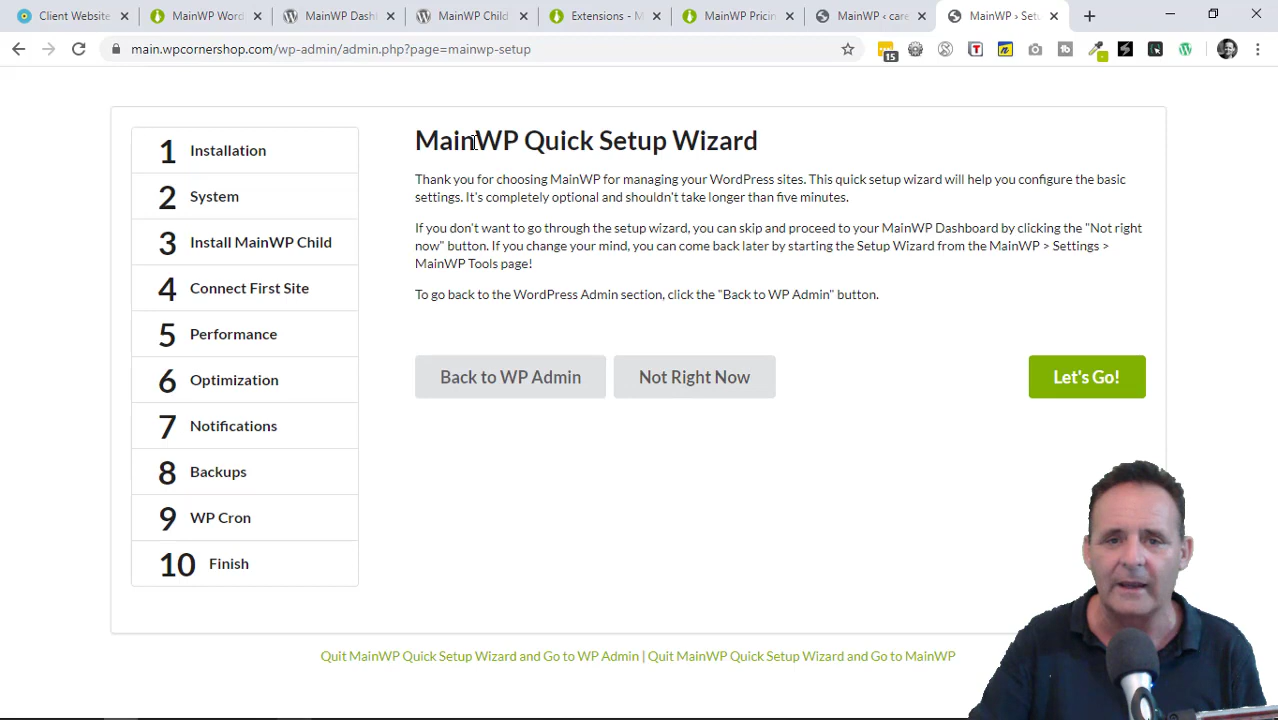 Client Website
MainWP Word
MainWP Dash
MainWP Child
Extensions - M
MainWP Pricin
MainWP ‹ care
MainWP › Setu
main.wpcornershop.com/wp-admin/admin.php?page=mainwp-setup
15
1 Installation
2 System
3 Install MainWP Child
4 Connect First Site
5 Performance
6 Optimization
7 Notifications
8 Backups
9 WP Cron
10 Finish
MainWP Quick Setup Wizard
Thank you for choosing MainWP for managing your WordPress sites. This quick setup wizard will help you configure the basic
settings. It's completely optional and shouldn't take longer than five minutes.
If you don't want to go through the setup wizard, you can skip and proceed to your MainWP Dashboard by clicking the "Not right
now" button. If you change your mind, you can come back later by starting the Setup Wizard from the MainWP > Settings >
MainWP Tools page!
To go back to the WordPress Admin section, click the "Back to WP Admin" button.
Back to WP Admin
Not Right Now
Let's Go!
Quit MainWP Quick Setup Wizard and Go to WP Admin | Quit MainWP Quick Setup Wizard and Go to MainWP